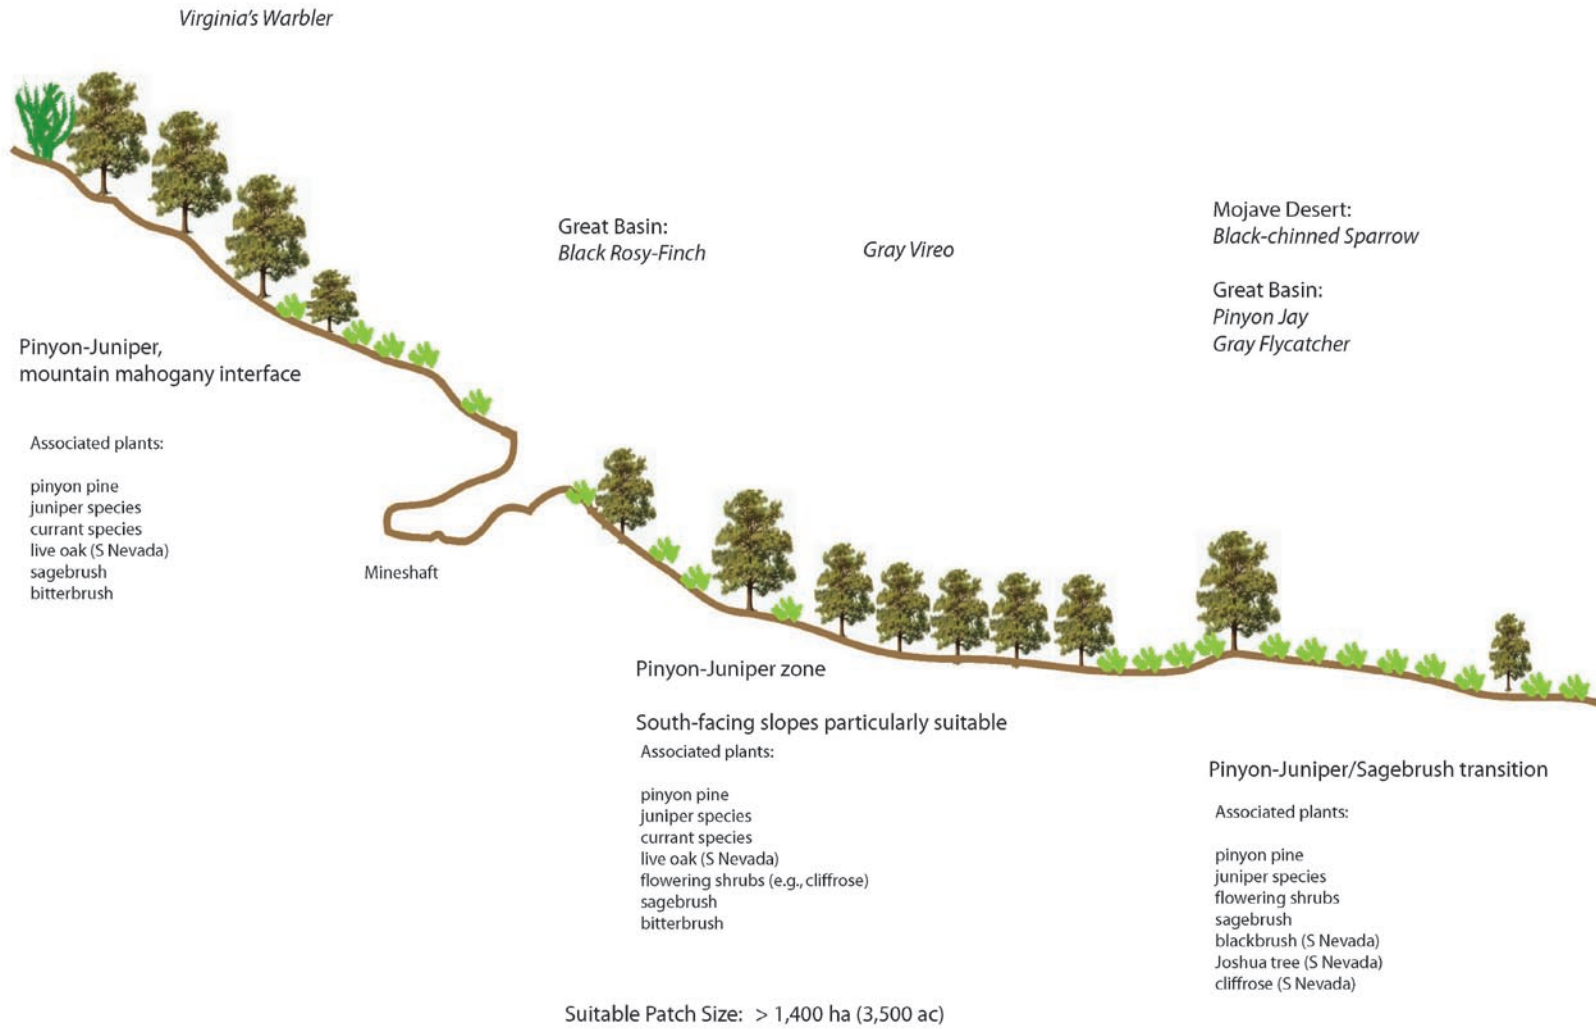 Virginia's Warbler
Great Basin:
Black Rosy-Finch
Gray Vireo
Mojave Desert:
Black-chinned Sparrow
Great Basin:
Pinyon Jay
Gray Flycatcher
Pinyon-Juniper,
mountain mahogany interface
Associated plants:
pinyon pine
juniper species
currant species
live oak (S Nevada)
sagebrush
bitterbrush
Mineshaft
Pinyon-Juniper zone
South-facing slopes particularly suitable
Associated plants:
pinyon pine
juniper species
currant species
live oak (S Nevada)
flowering shrubs (e.g., cliffrose)
sagebrush
bitterbrush
Pinyon-Juniper/Sagebrush transition
Associated plants:
pinyon pine
juniper species
flowering shrubs
sagebrush
blackbrush (S Nevada)
Joshua tree (S Nevada)
cliffrose (S Nevada)
Suitable Patch Size: > 1,400 ha (3,500 ac)